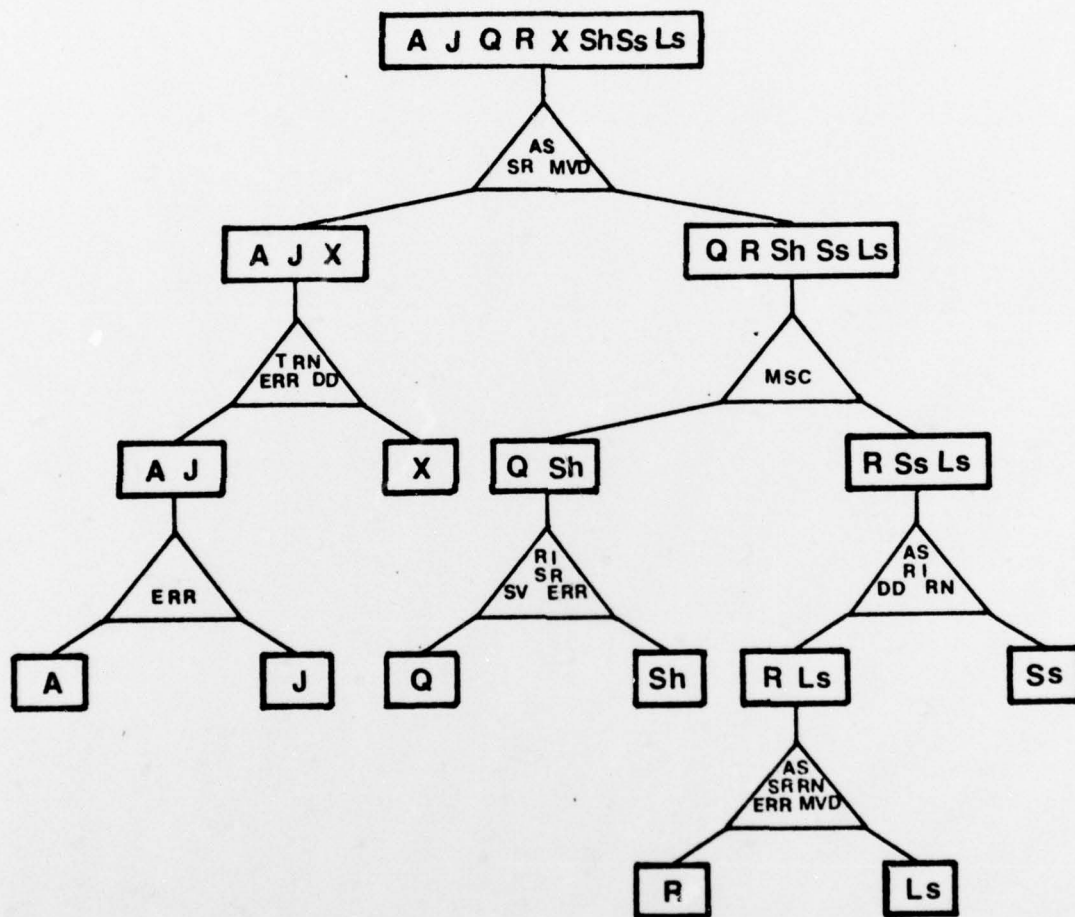 A J Q R X Sh Ss Ls
AS
SR MVD
A J X
Q R Sh Ss Ls
T RN
ERR DD
MSC
A J
X
Q Sh
R Ss Ls
ERR
RI
SR
SV ERR
AS
RI
DD RN
A
J
Q
Sh
R Ls
Ss
AS
SR RN
ERR MVD
R
Ls